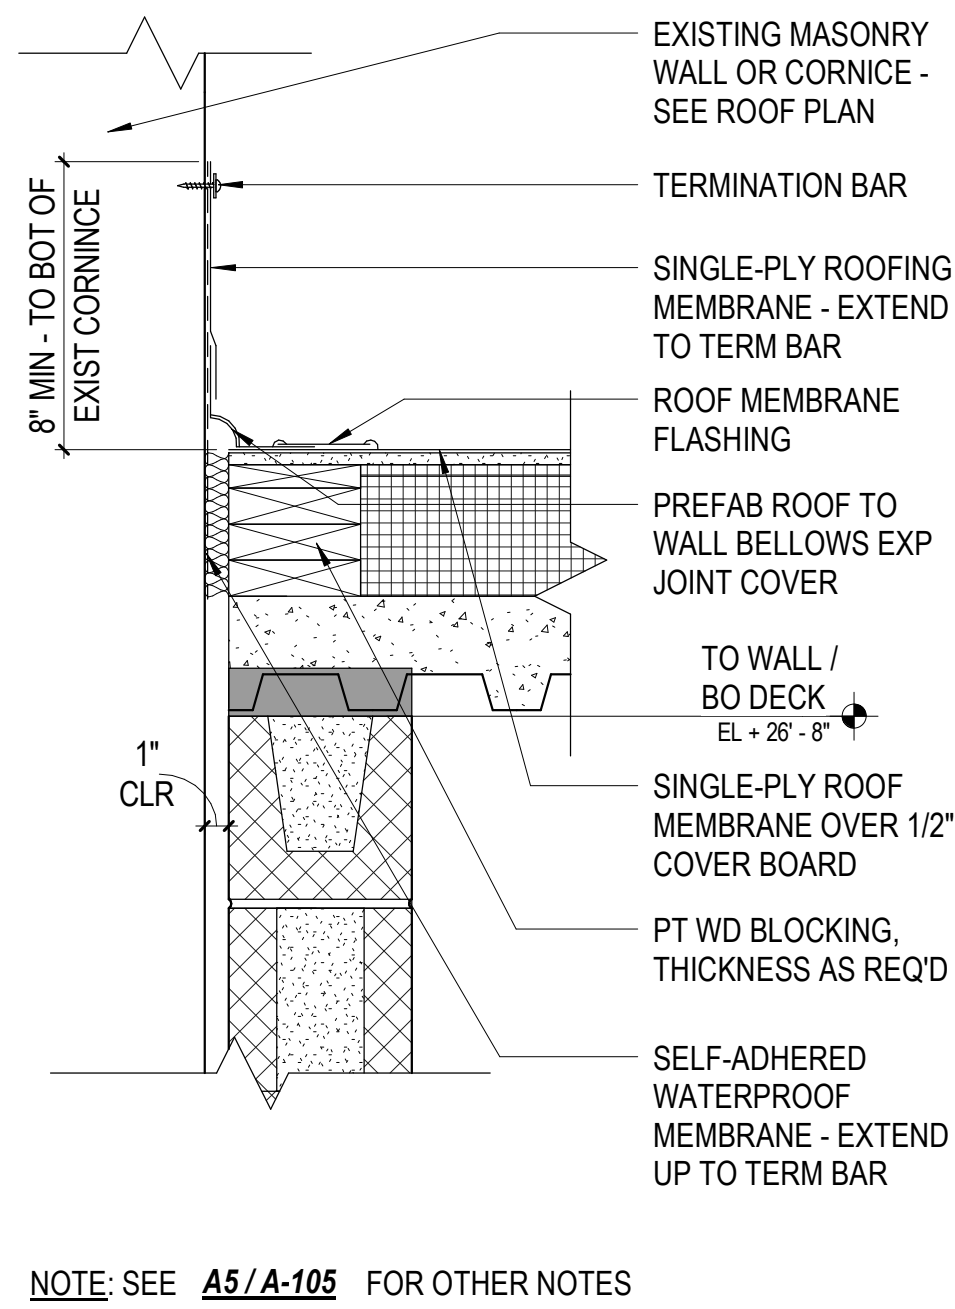 EXISTING MASONRY
WALL OR CORNICE -
SEE ROOF PLAN
TERMINATION BAR
8" MIN - TO BOT OF
EXIST CORNINCE
SINGLE-PLY ROOFING
MEMBRANE - EXTEND
TO TERM BAR
ROOF MEMBRANE
FLASHING
PREFAB ROOF TO
WALL BELLOWS EXP
JOINT COVER
TO WALL /
BO DECK
EL + 26' - 8"
1"
CLR
SINGLE-PLY ROOF
MEMBRANE OVER 1/2"
COVER BOARD
PT WD BLOCKING,
THICKNESS AS REQ'D
SELF-ADHERED
WATERPROOF
MEMBRANE - EXTEND
UP TO TERM BAR
NOTE: SEE A5 / A-105 FOR OTHER NOTES